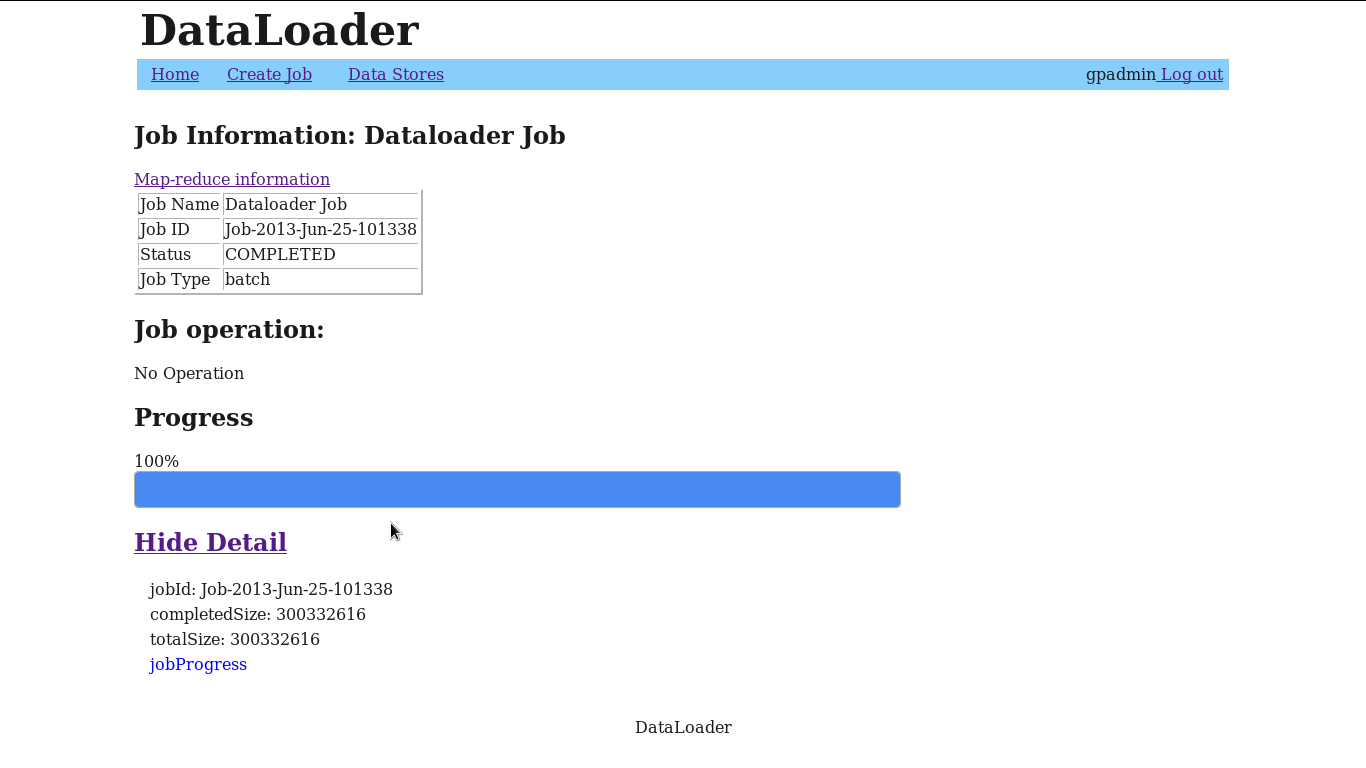 DataLoader
Home Create Job Data Stores gpadmin Log out
Job Information: Dataloader Job
Map-reduce information
Job Name Dataloader Job
Job ID Job-2013-Jun-25-101338
Status COMPLETED
Job Type batch
Job operation:
No Operation
Progress
100%
Hide Detail
jobId: Job-2013-Jun-25-101338
completedSize: 300332616
totalSize: 300332616
jobProgress
DataLoader